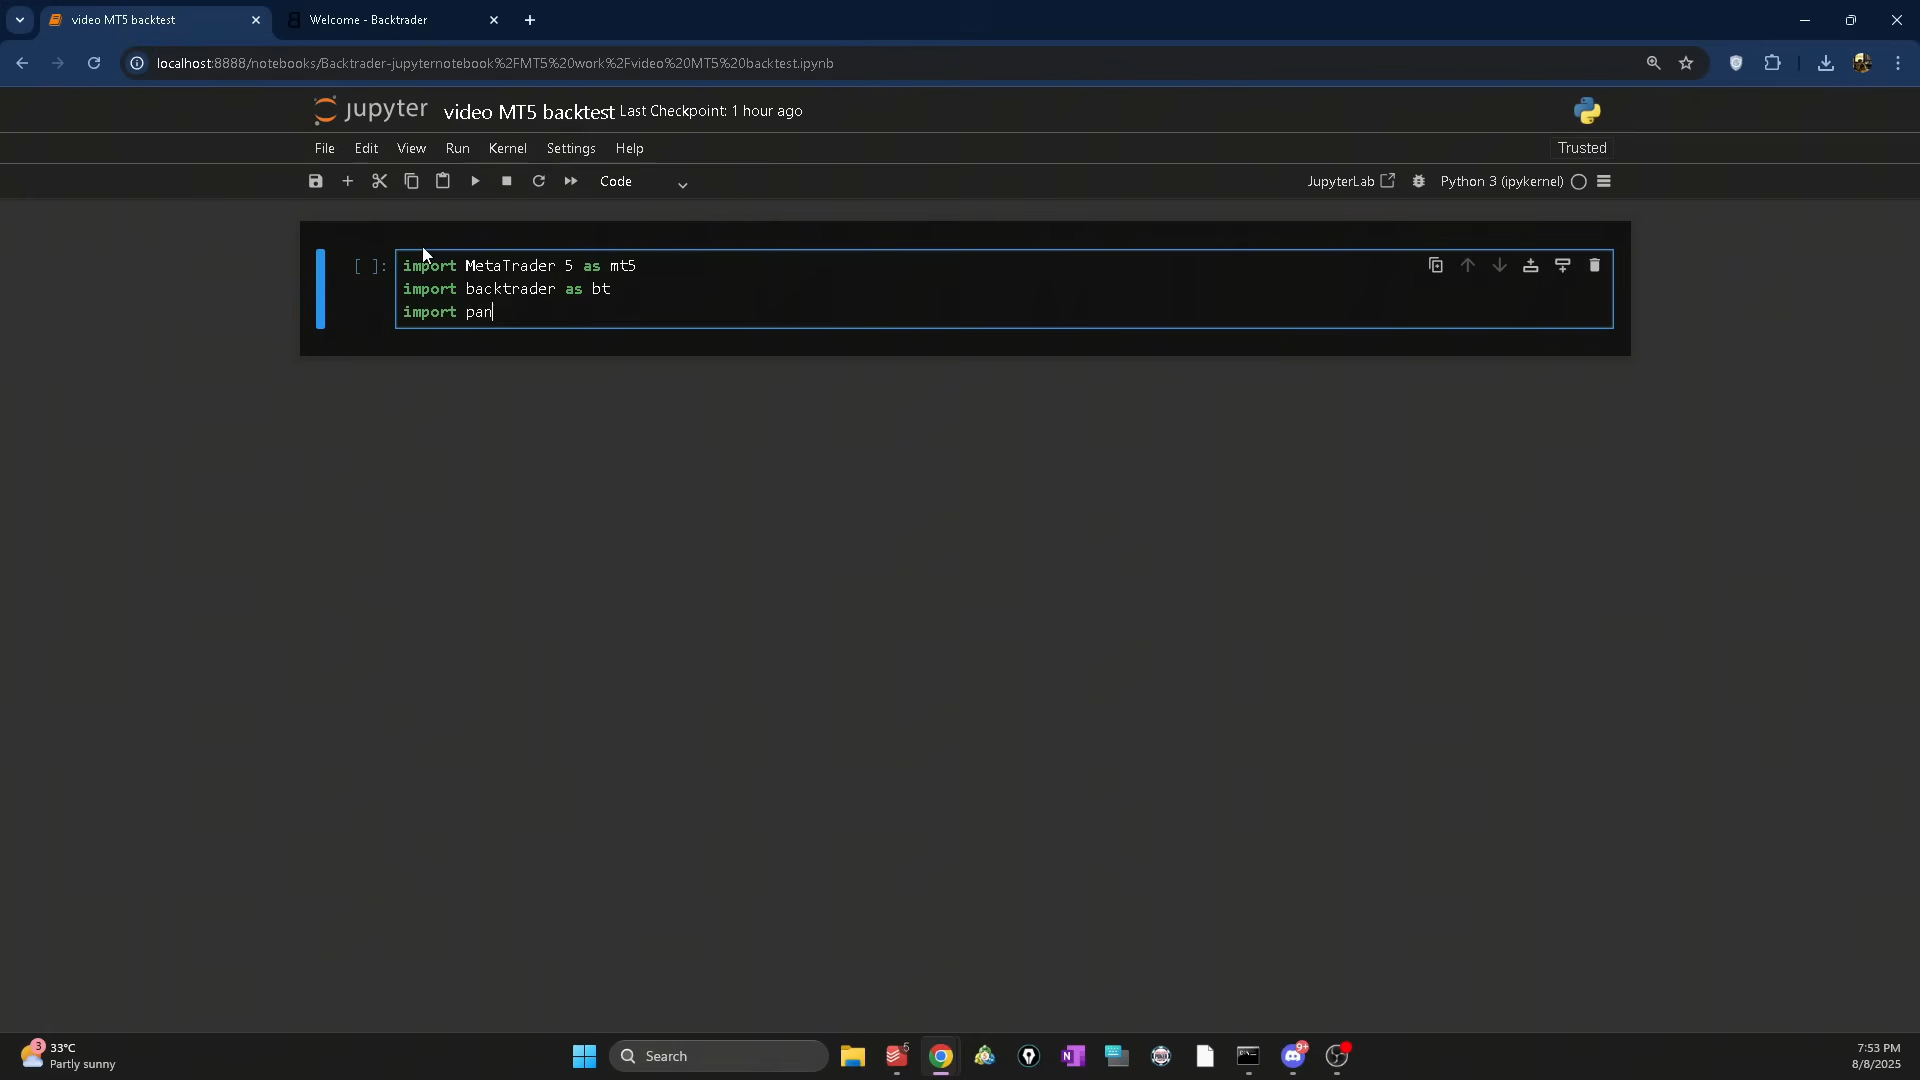 video MT5 backtest
Welcome - Backtrader
localhost:8888/notebooks/Backtrader-jupyternotebook%2FMT5%20work%2Fvideo%20MT5%20backtest.ipynb
jupyter video MT5 backtest Last Checkpoint: 1 hour ago
File Edit View Run Kernel Settings Help
Trusted
Code
JupyterLab
Python 3 (ipykernel)
[ ]:
import MetaTrader 5 as mt5
import backtrader as bt
import pan
3
33°C
Partly sunny
Search
5
9+
7:53 PM
8/8/2025